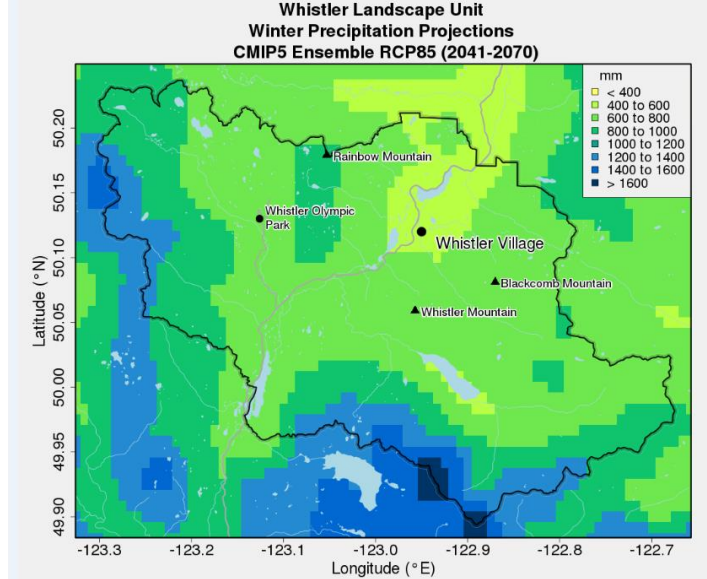 Whistler Landscape Unit
Winter Precipitation Projections
CMIP5 Ensemble RCP85 (2041-2070)
mm
< 400
400 to 600
600 to 800
800 to 1000
1000 to 1200
1200 to 1400
1400 to 1600
> 1600
Rainbow Mountain
Whistler Olympic
Park
Whistler Village
Blackcomb Mountain
Whistler Mountain
Latitude (°N)
50.20
50.15
50.10
50.05
50.00
49.95
49.90
-123.3 -123.2 -123.1 -123.0 -122.9 -122.8 -122.7
Longitude (°E)